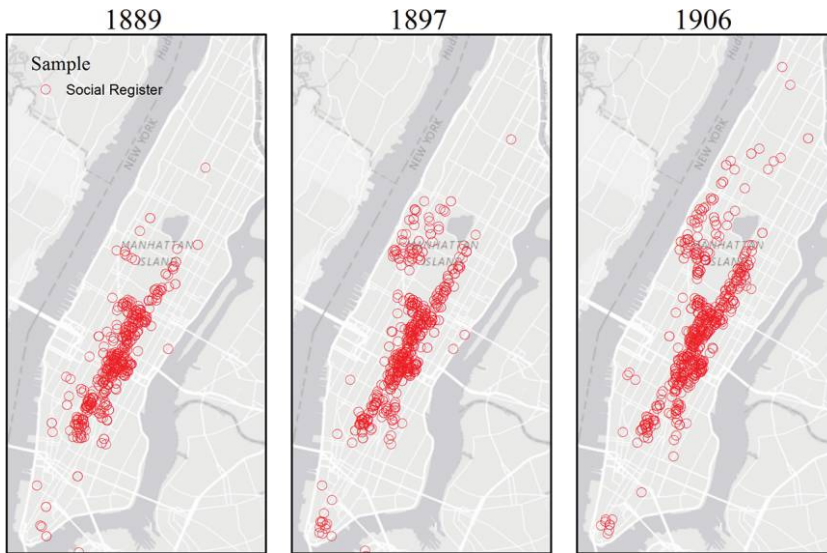 1889
1897
1906
Sample
Social Register
NEW YORK
MANHATTAN
ISLAND
NEW YORK
MANHATTAN
ISLAND
NEW YORK
MANHATTAN
ISLAND